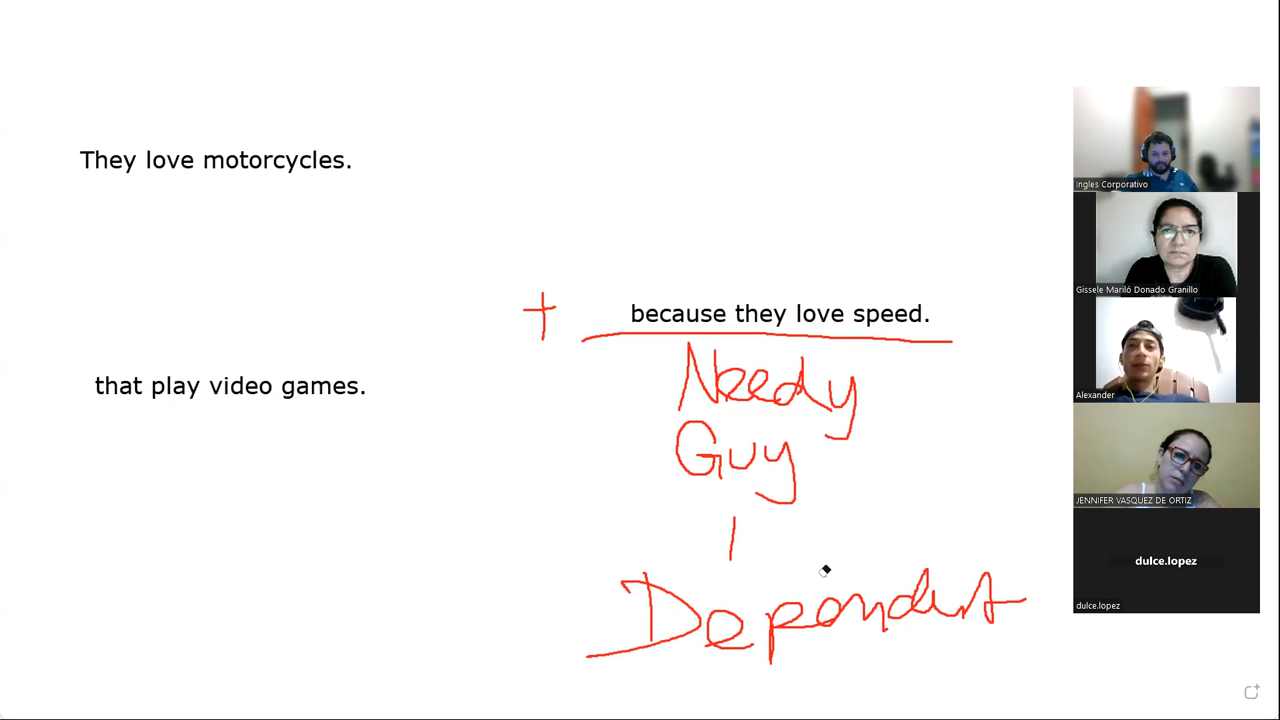 They love motorcycles.
+ because they love speed.
that play video games.
Needy
Guy
Dependent
Ingles Corporativo
Gissele Mariló Donado Granillo
Alexander
JENNIFER VASQUEZ DE ORTIZ
dulce.lopez
dulce.lopez